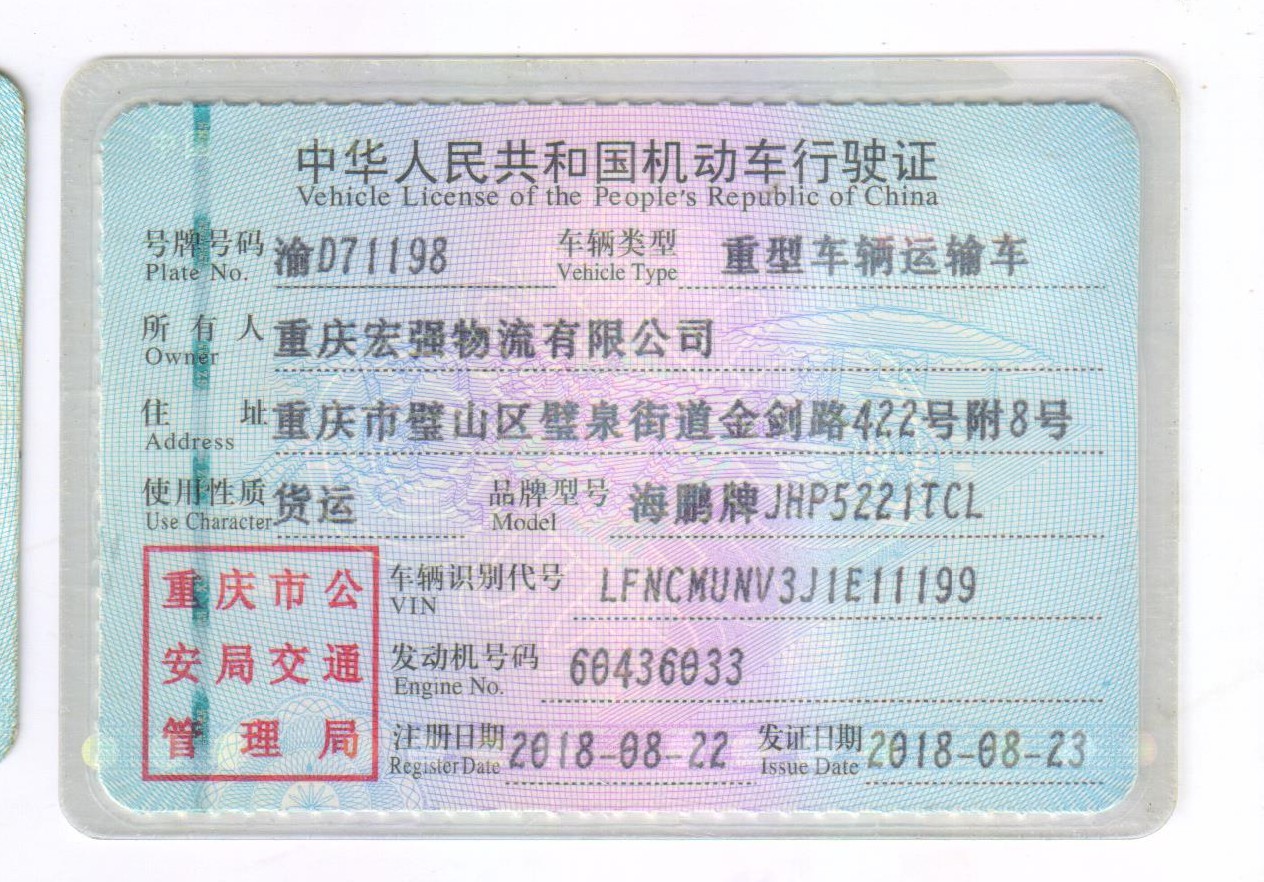 中华人民共和国机动车行驶证
Vehicle License of the People's Republic of China
号牌号码 渝D71198 车辆类型 重型车辆运输车
Plate No. Vehicle Type
所有人 重庆宏强物流有限公司
Owner
住址 重庆市璧山区璧泉街道金剑路422号附8号
Address
使用性质 货运 品牌型号 海鹏牌JHP5221TCL
Use Character Model
重庆市公
安局交通
管理局
车辆识别代号 LFNCMUNV3J1E11199
VIN
发动机号码 60436033
Engine No.
注册日期 2018-08-22 发证日期 2018-08-23
Register Date Issue Date